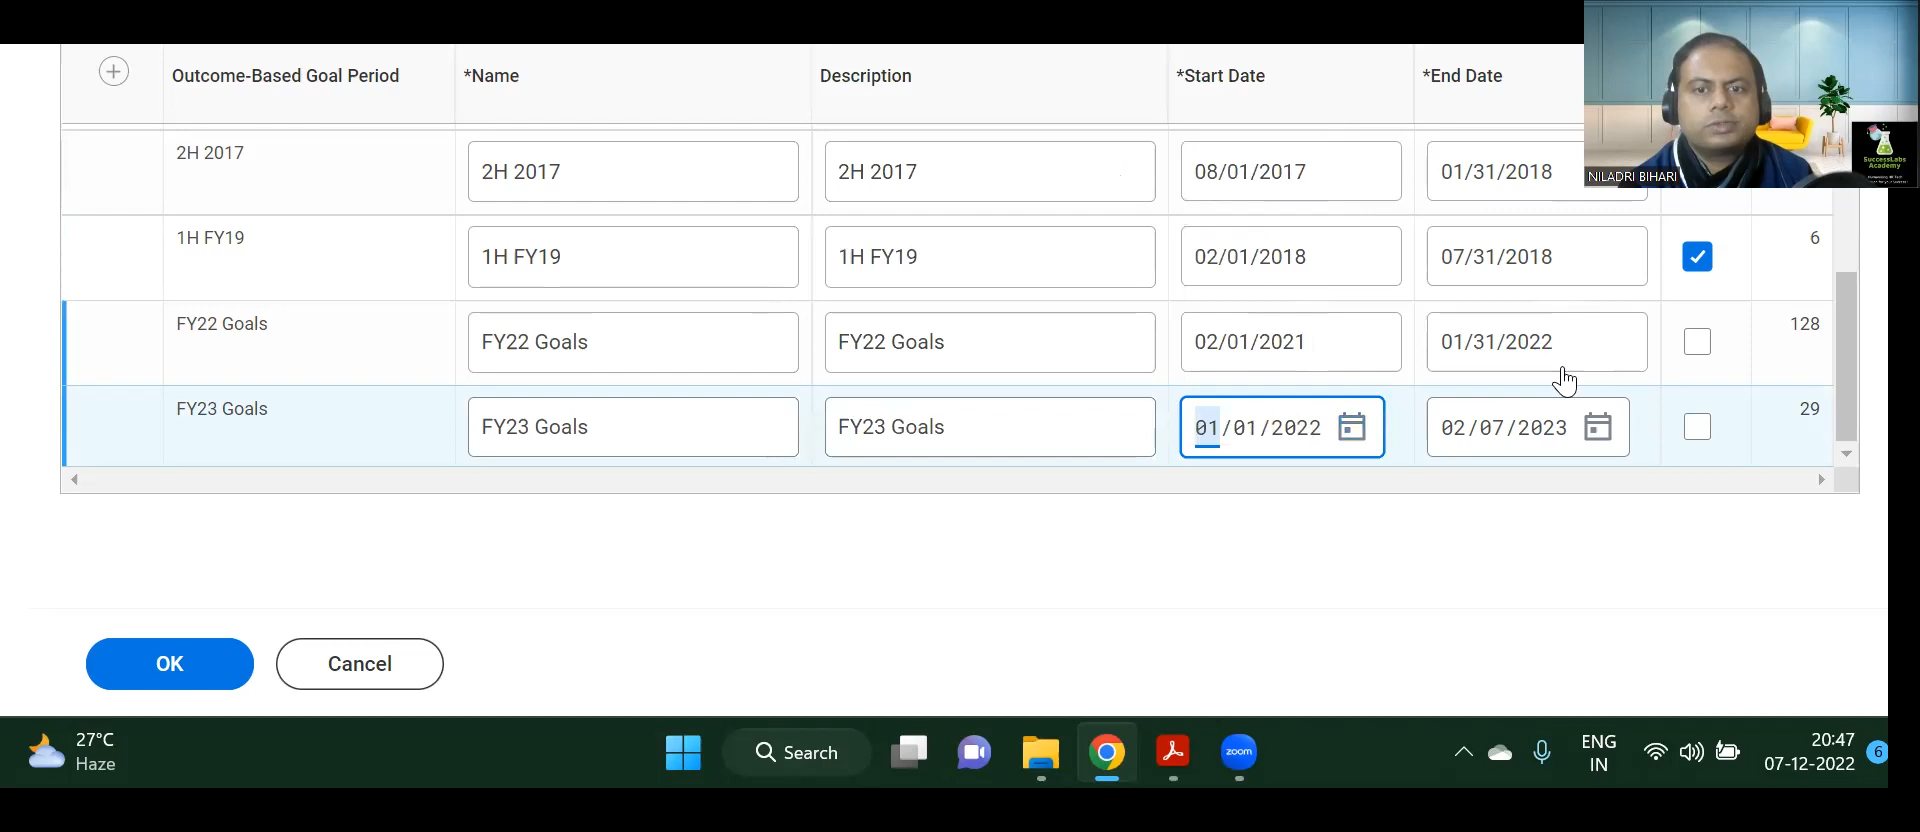 Outcome-Based Goal Period *Name Description *Start Date *End Date
2H 2017 2H 2017 2H 2017 08/01/2017 01/31/2018
1H FY19 1H FY19 1H FY19 02/01/2018 07/31/2018 6
FY22 Goals FY22 Goals FY22 Goals 02/01/2021 01/31/2022 128
FY23 Goals FY23 Goals FY23 Goals 01/01/2022 02/07/2023 29
OK Cancel
NILADRI BIHARI
SuccessLabs
Academy
27°C
Haze
Search
zoom
ENG
IN
20:47
07-12-2022
6